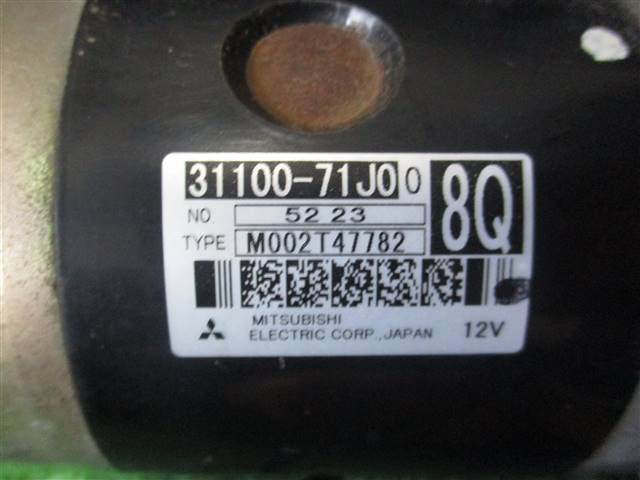 31100-71J00
8Q
NO. 52 23
TYPE M002T47782
MITSUBISHI
ELECTRIC CORP., JAPAN 12V